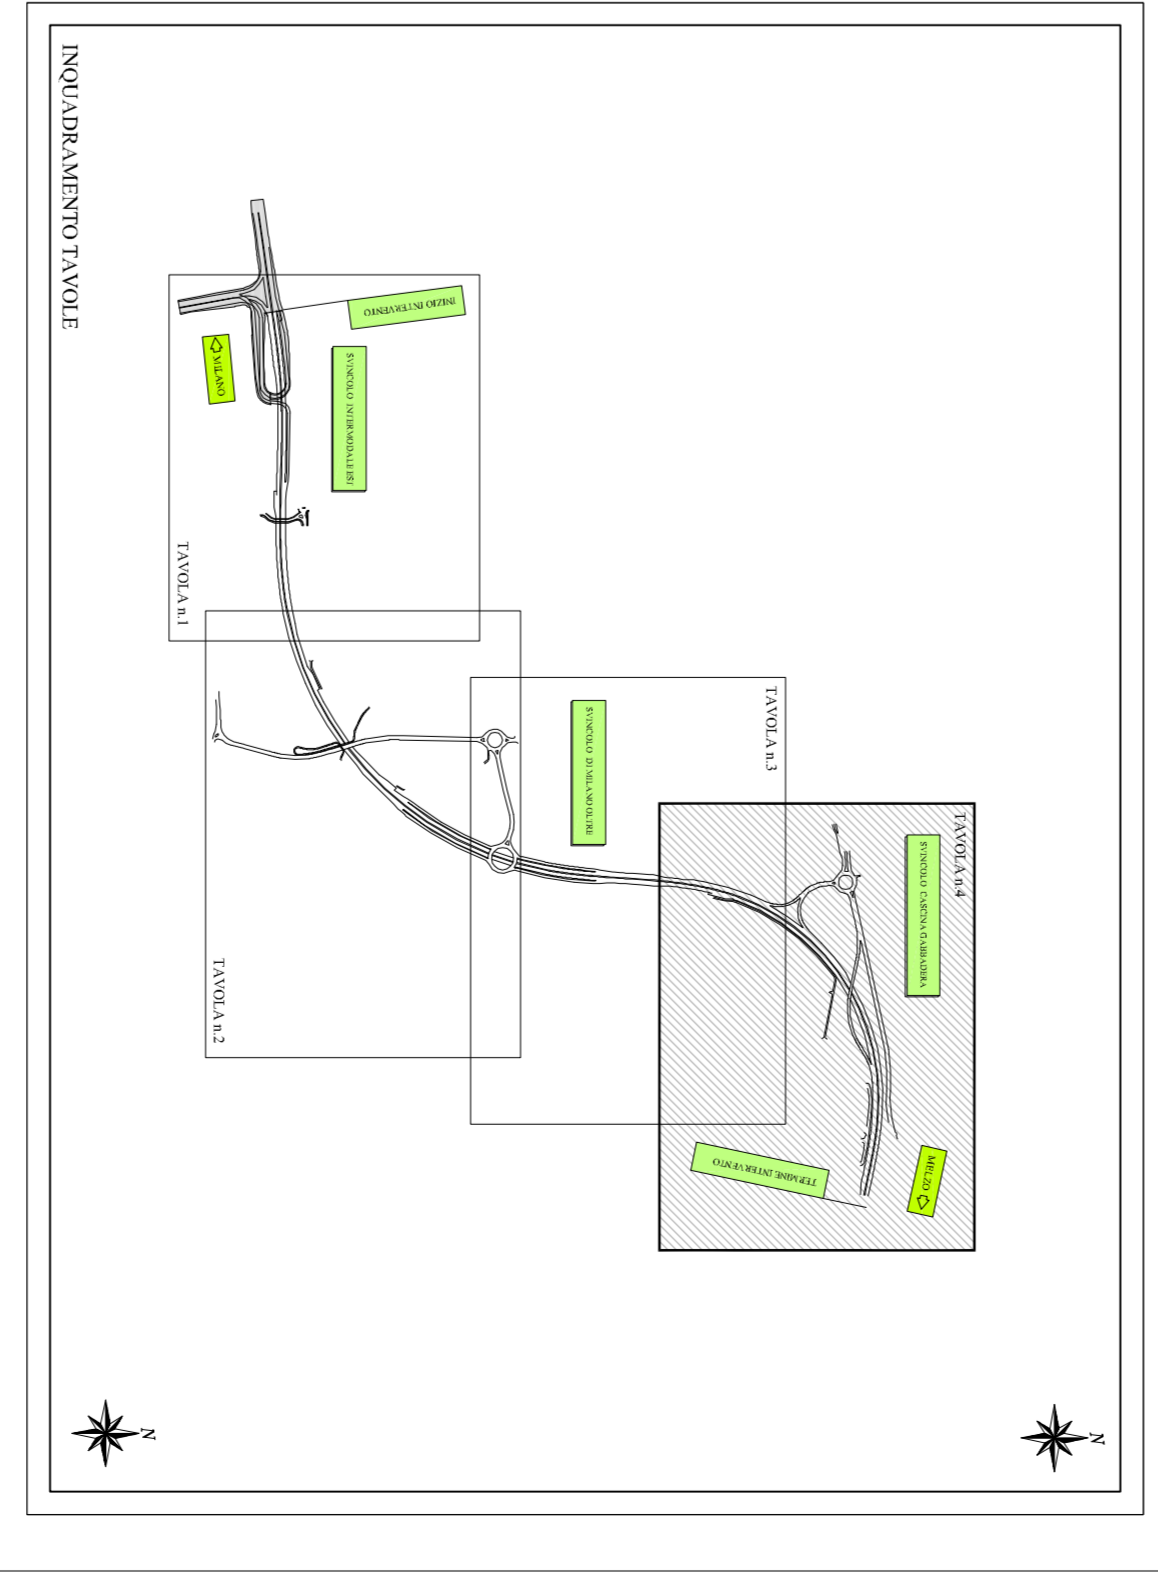 INQUADRAMENTO TAVOLE
INIZIO INTERVENTO
MILANO
SVINCOLO INTERMODALE EST
TAVOLA n.1
TAVOLA n.2
TAVOLA n.3
SVINCOLO DI MILANO OLTRE
TAVOLA n.4
SVINCOLO CASCINA GABBADERA
TERMINE INTERVENTO
MELZO
N
N